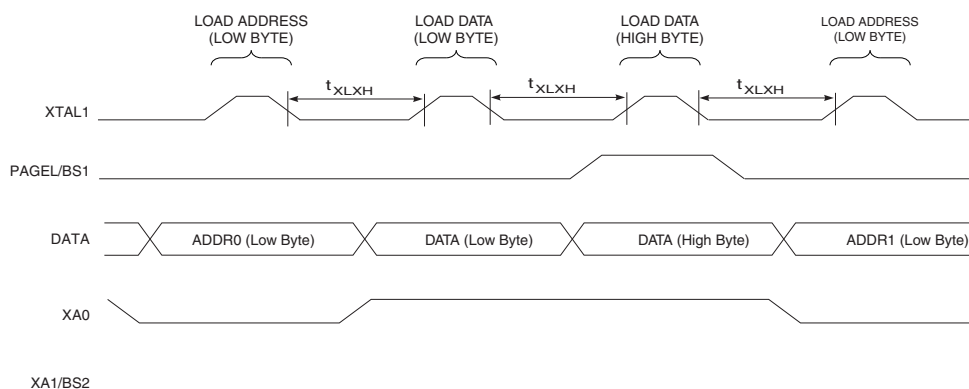 LOAD ADDRESS
(LOW BYTE)
LOAD DATA
(LOW BYTE)
LOAD DATA
(HIGH BYTE)
LOAD ADDRESS
(LOW BYTE)
tXLXH
tXLXH
tXLXH
XTAL1
PAGEL/BS1
DATA
ADDR0 (Low Byte)
DATA (Low Byte)
DATA (High Byte)
ADDR1 (Low Byte)
XA0
XA1/BS2